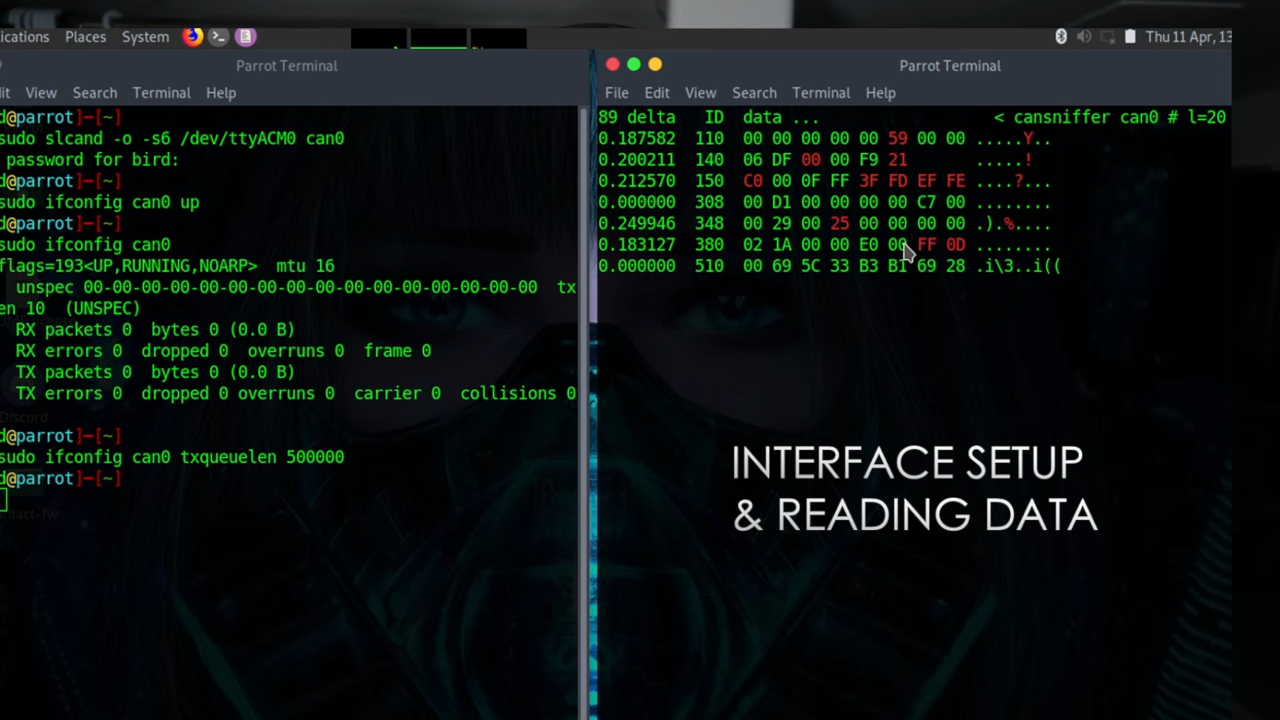 ications Places System Thu 11 Apr, 13
Parrot Terminal
it View Search Terminal Help
d@parrot]─[~]
sudo slcand -o -s6 /dev/ttyACM0 can0
password for bird:
d@parrot]─[~]
sudo ifconfig can0 up
d@parrot]─[~]
sudo ifconfig can0
flags=193<UP,RUNNING,NOARP> mtu 16
unspec 00-00-00-00-00-00-00-00-00-00-00-00-00-00-00-00 tx
en 10 (UNSPEC)
RX packets 0 bytes 0 (0.0 B)
RX errors 0 dropped 0 overruns 0 frame 0
TX packets 0 bytes 0 (0.0 B)
TX errors 0 dropped 0 overruns 0 carrier 0 collisions 0
Discord
d@parrot]─[~]
sudo ifconfig can0 txqueuelen 500000
d@parrot]─[~]
ntact-fw
Parrot Terminal
File Edit View Search Terminal Help
89 delta ID data ... < cansniffer can0 # l=20
0.187582 110 00 00 00 00 00 59 00 00 .....Y..
0.200211 140 06 DF 00 00 F9 21 .....!
0.212570 150 C0 00 0F FF 3F FD EF FE ....?...
0.000000 308 00 D1 00 00 00 00 C7 00 ........
0.249946 348 00 29 00 25 00 00 00 00 .).%....
0.183127 380 02 1A 00 00 E0 00 FF 0D ........
0.000000 510 00 69 5C 33 B3 B1 69 28 .i\3..i((
INTERFACE SETUP
& READING DATA